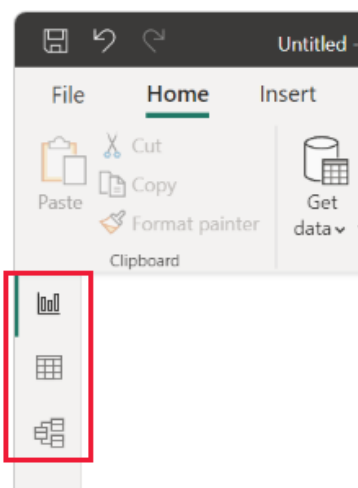 Untitled -
File Home Insert
Cut
Copy
Paste
Format painter
Get
data
Clipboard